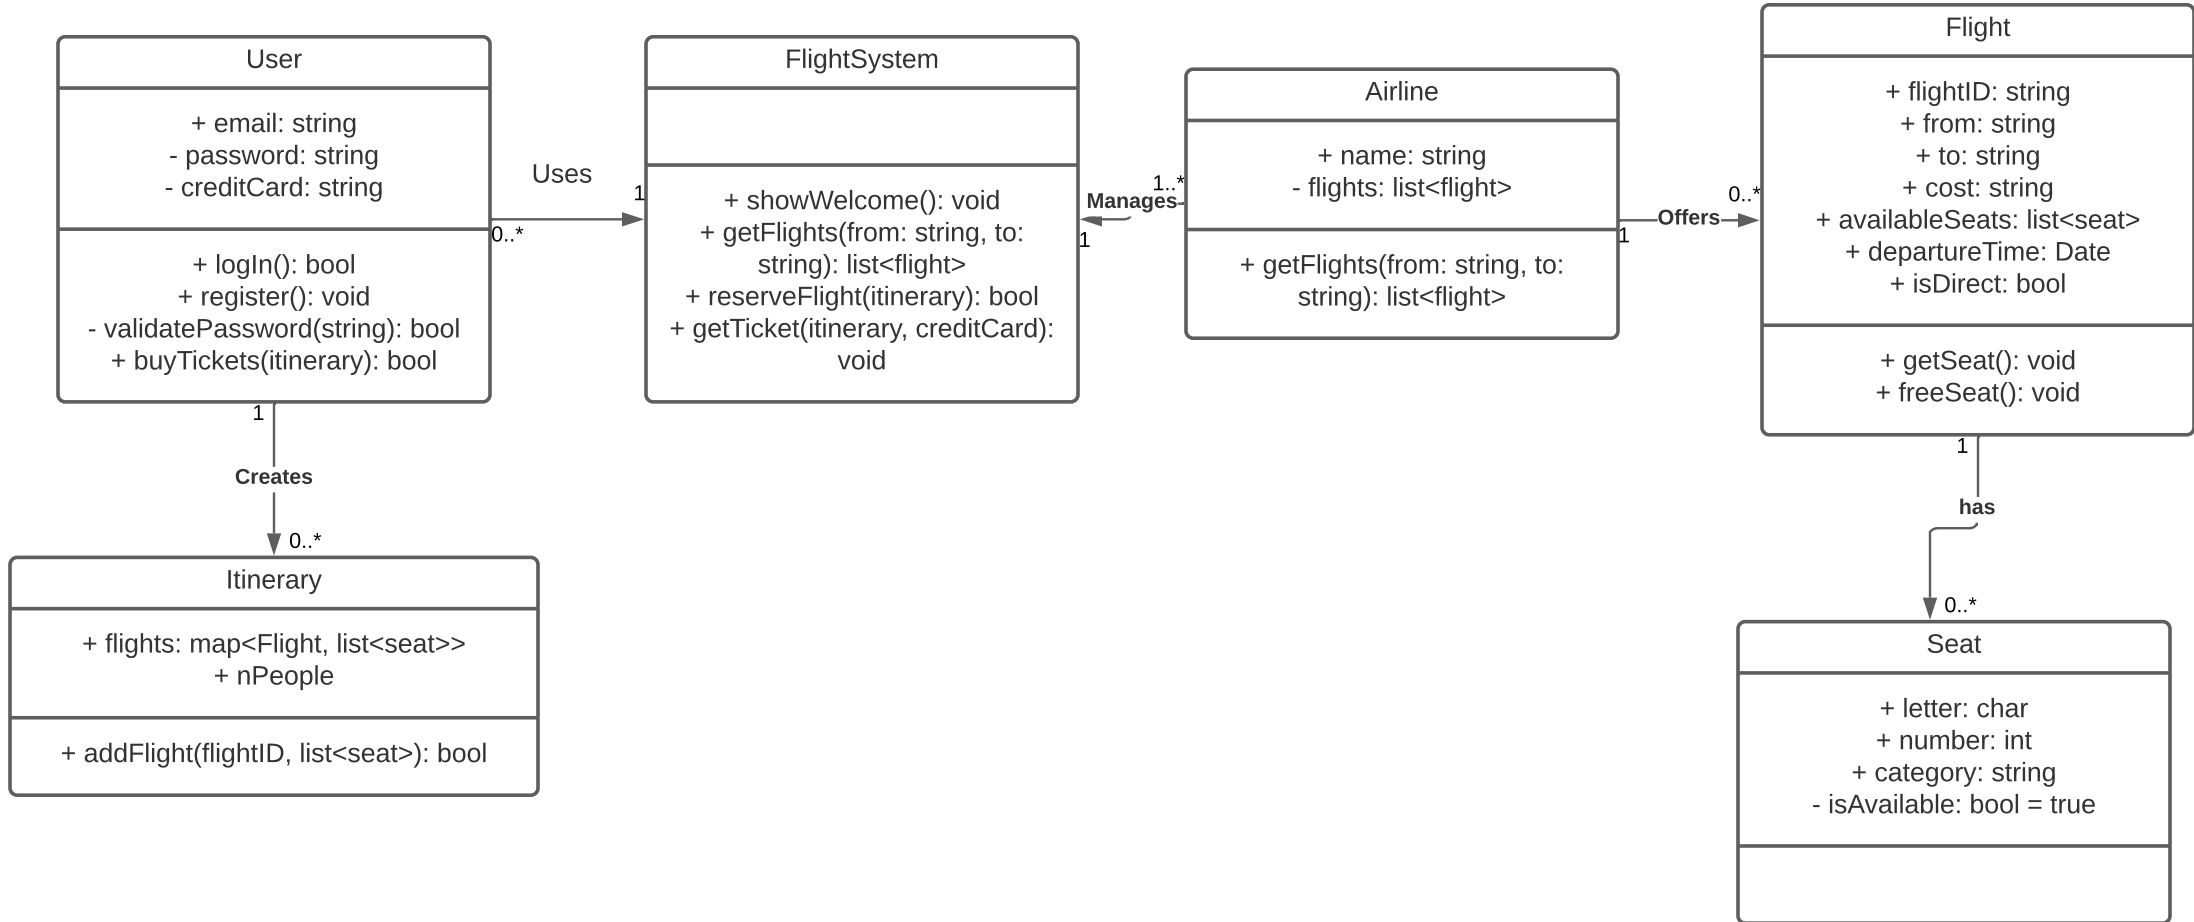 User
+ email: string
- password: string
- creditCard: string
+ logIn(): bool
+ register(): void
- validatePassword(string): bool
+ buyTickets(itinerary): bool
Uses
0..*
1
FlightSystem
+ showWelcome(): void
+ getFlights(from: string, to:
string): list<flight>
+ reserveFlight(itinerary): bool
+ getTicket(itinerary, creditCard):
void
1..*
Manages
1
Airline
+ name: string
- flights: list<flight>
+ getFlights(from: string, to:
string): list<flight>
1
Offers
0..*
Flight
+ flightID: string
+ from: string
+ to: string
+ cost: string
+ availableSeats: list<seat>
+ departureTime: Date
+ isDirect: bool
+ getSeat(): void
+ freeSeat(): void
1
Creates
0..*
Itinerary
+ flights: map<Flight, list<seat>>
+ nPeople
+ addFlight(flightID, list<seat>): bool
1
has
0..*
Seat
+ letter: char
+ number: int
+ category: string
- isAvailable: bool = true